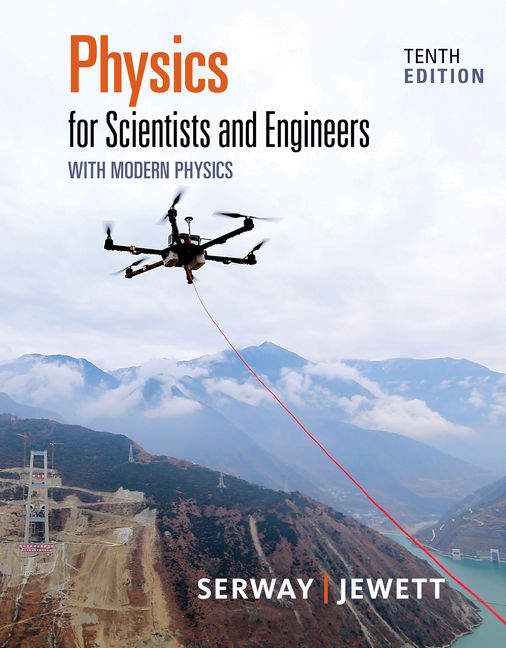 Physics
for Scientists and Engineers
WITH MODERN PHYSICS
TENTH
EDITION
SERWAY | JEWETT